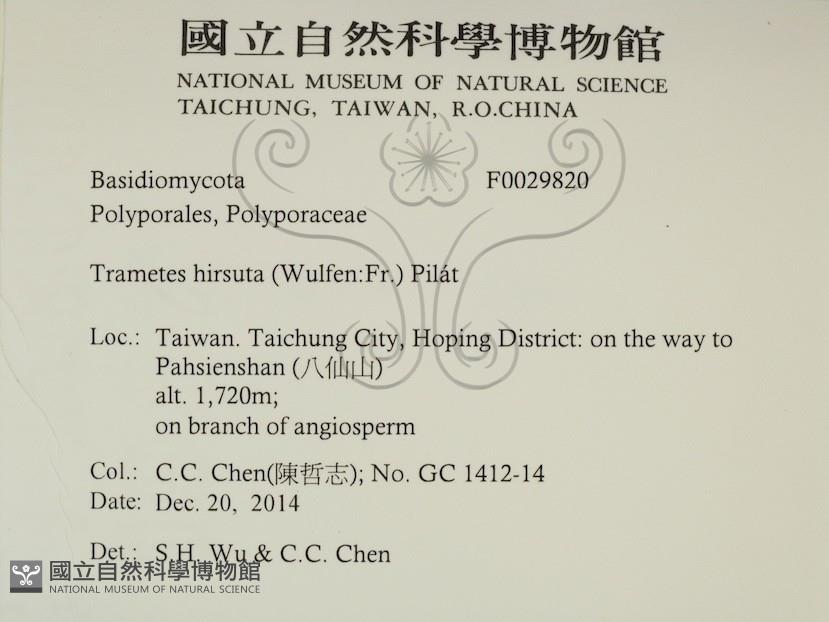 國立自然科學博物館
NATIONAL MUSEUM OF NATURAL SCIENCE
TAICHUNG, TAIWAN, R.O.CHINA
Basidiomycota F0029820
Polyporales, Polyporaceae
Trametes hirsuta (Wulfen:Fr.) Pilát
Loc.: Taiwan. Taichung City, Hoping District: on the way to
Pahsienshan (八仙山)
alt. 1,720m;
on branch of angiosperm
Col.: C.C. Chen(陳哲志); No. GC 1412-14
Date: Dec. 20, 2014
Det.: S.H. Wu & C.C. Chen
國立自然科學博物館
NATIONAL MUSEUM OF NATURAL SCIENCE